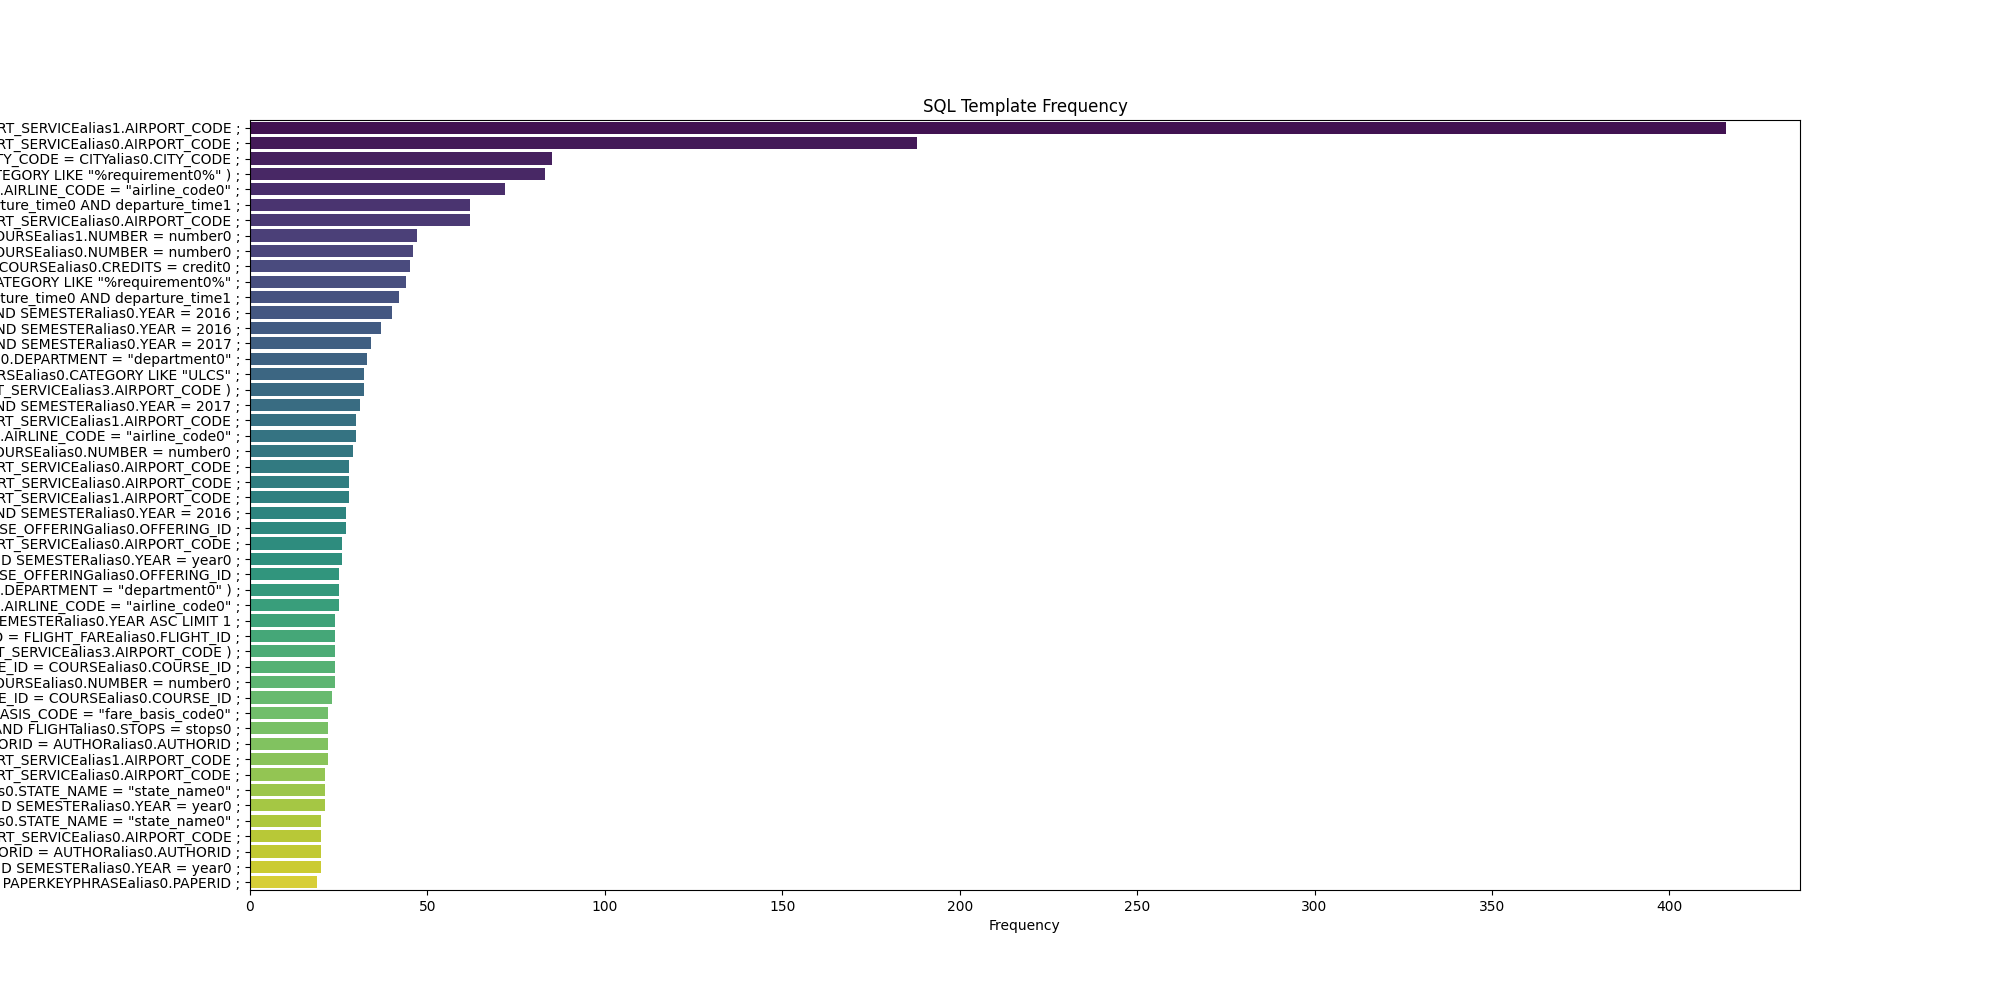 SQL Template Frequency
RT_SERVICEalias1.AIRPORT_CODE ;
RT_SERVICEalias0.AIRPORT_CODE ;
TY_CODE = CITYalias0.CITY_CODE ;
TEGORY LIKE "%requirement0%" ) ;
.AIRLINE_CODE = "airline_code0" ;
ture_time0 AND departure_time1 ;
RT_SERVICEalias0.AIRPORT_CODE ;
OURSEalias1.NUMBER = number0 ;
OURSEalias0.NUMBER = number0 ;
COURSEalias0.CREDITS = credit0 ;
ATEGORY LIKE "%requirement0%" ;
ture_time0 AND departure_time1 ;
ND SEMESTERalias0.YEAR = 2016 ;
ND SEMESTERalias0.YEAR = 2016 ;
ND SEMESTERalias0.YEAR = 2017 ;
0.DEPARTMENT = "department0" ;
RSEalias0.CATEGORY LIKE "ULCS" ;
T_SERVICEalias3.AIRPORT_CODE ) ;
ND SEMESTERalias0.YEAR = 2017 ;
RT_SERVICEalias1.AIRPORT_CODE ;
.AIRLINE_CODE = "airline_code0" ;
OURSEalias0.NUMBER = number0 ;
RT_SERVICEalias0.AIRPORT_CODE ;
RT_SERVICEalias0.AIRPORT_CODE ;
RT_SERVICEalias1.AIRPORT_CODE ;
ND SEMESTERalias0.YEAR = 2016 ;
SE_OFFERINGalias0.OFFERING_ID ;
RT_SERVICEalias0.AIRPORT_CODE ;
D SEMESTERalias0.YEAR = year0 ;
SE_OFFERINGalias0.OFFERING_ID ;
.DEPARTMENT = "department0" ) ;
.AIRLINE_CODE = "airline_code0" ;
EMESTERalias0.YEAR ASC LIMIT 1 ;
D = FLIGHT_FAREalias0.FLIGHT_ID ;
T_SERVICEalias3.AIRPORT_CODE ) ;
E_ID = COURSEalias0.COURSE_ID ;
OURSEalias0.NUMBER = number0 ;
E_ID = COURSEalias0.COURSE_ID ;
ASIS_CODE = "fare_basis_code0" ;
AND FLIGHTalias0.STOPS = stops0 ;
ORID = AUTHORalias0.AUTHORID ;
RT_SERVICEalias1.AIRPORT_CODE ;
RT_SERVICEalias0.AIRPORT_CODE ;
s0.STATE_NAME = "state_name0" ;
D SEMESTERalias0.YEAR = year0 ;
s0.STATE_NAME = "state_name0" ;
RT_SERVICEalias0.AIRPORT_CODE ;
ORID = AUTHORalias0.AUTHORID ;
D SEMESTERalias0.YEAR = year0 ;
PAPERKEYPHRASEalias0.PAPERID ;
0 50 100 150 200 250 300 350 400
Frequency